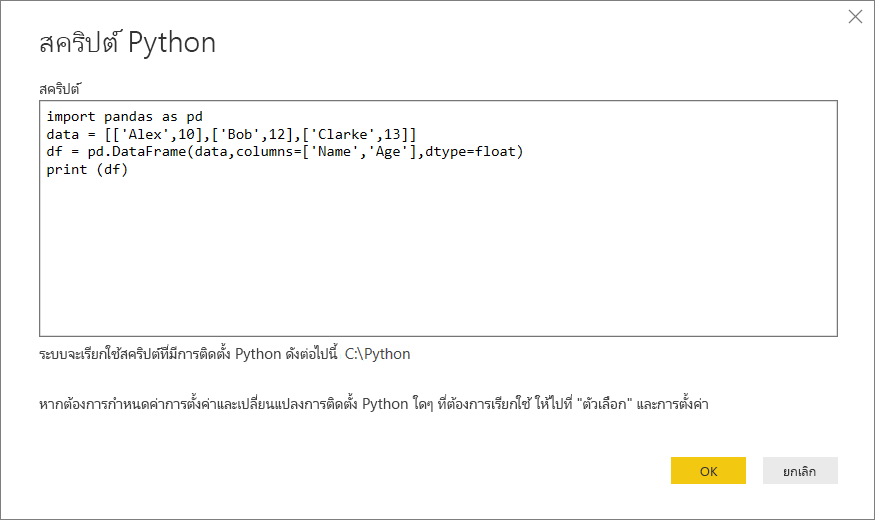 สคริปต์ Python
สคริปต์
import pandas as pd
data = [['Alex',10],['Bob',12],['Clarke',13]]
df = pd.DataFrame(data,columns=['Name','Age'],dtype=float)
print (df)
ระบบจะเรียกใช้สคริปต์ที่มีการติดตั้ง Python ดังต่อไปนี้ C:\Python
หากต้องการกำหนดค่าการตั้งค่าและเปลี่ยนแปลงการติดตั้ง Python ใดๆ ที่ต้องการเรียกใช้ ให้ไปที่ "ตัวเลือก" และการตั้งค่า
OK
ยกเลิก